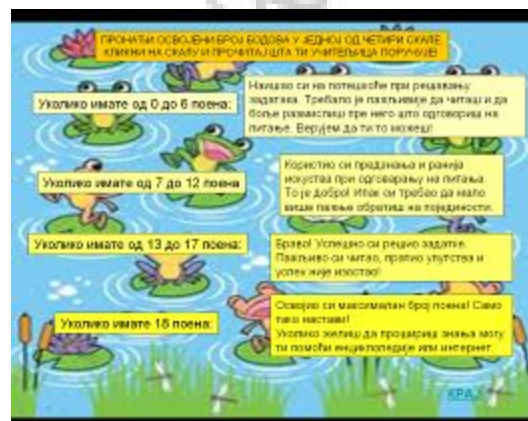 ПРОНАЂИ ОСВОЈЕНИ БРОЈ БОДОВА У ЈЕДНОЈ ОД ЧЕТИРИ СКАЛЕ
КЛИКНИ НА СКАЛУ И ПРОЧИТАЈ ШТА ТИ УЧИТЕЉИЦА ПОРУЧУЈЕ!
Уколико имате од 0 до 6 поена:
Наишао си на потешкоће при решавању
задатака. Требало је пажљивије да читаш и да
боље размислиш пре него што одговориш на
питање. Верујем да ти то можеш!
Уколико имате од 7 до 12 поена
Користио си предзнања и ранија
искуства при одговарању на питања.
То је добро! Ипак си требао да мало
више пажње обратиш на појединости.
Уколико имате од 13 до 17 поена:
Браво! Успешно си решио задатке.
Пажљиво си читао, пратио упутства и
успех није изостао!
Уколико имате 18 поена:
Освојио си максималан број поена! Само
тако настави!
Уколико желиш да прошириш знања могу
ти помоћи енциклопедије или интернет.
КРАЈ